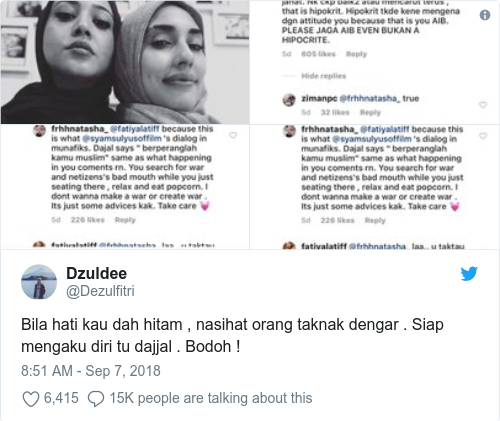 that is hipokrit. Hipokrit tkde kene mengena
dgn attitude you because that is you AIB.
PLEASE JAGA AIB EVEN BUKAN A
HIPOCRITE.
5d 605 likes Reply
Hide replies
zimanpc @frhhnatasha_ true
5d 32 likes Reply
frhhnatasha_ @fatiyalatiff because this
is what @syamsulyusoffilm 's dialog in
munafiks. Dajal says " berperanglah
kamu muslim" same as what happening
in you coments rn. You search for war
and netizens's bad mouth while you just
seating there , relax and eat popcorn. I
dont wanna make a war or create war .
Its just some advices kak. Take care 💓
5d 226 likes Reply
fatiyalatiff @frhhnatasha_ laa.. u taktau
frhhnatasha_ @fatiyalatiff because this
is what @syamsulyusoffilm 's dialog in
munafiks. Dajal says " berperanglah
kamu muslim" same as what happening
in you coments rn. You search for war
and netizens's bad mouth while you just
seating there , relax and eat popcorn. I
dont wanna make a war or create war .
Its just some advices kak. Take care 💓
5d 226 likes Reply
fatiyalatiff @frhhnatasha_ laa.. u taktau
Dzuldee
@Dezulfitri
Bila hati kau dah hitam , nasihat orang taknak dengar . Siap
mengaku diri tu dajjal . Bodoh !
8:51 AM - Sep 7, 2018
6,415 15K people are talking about this